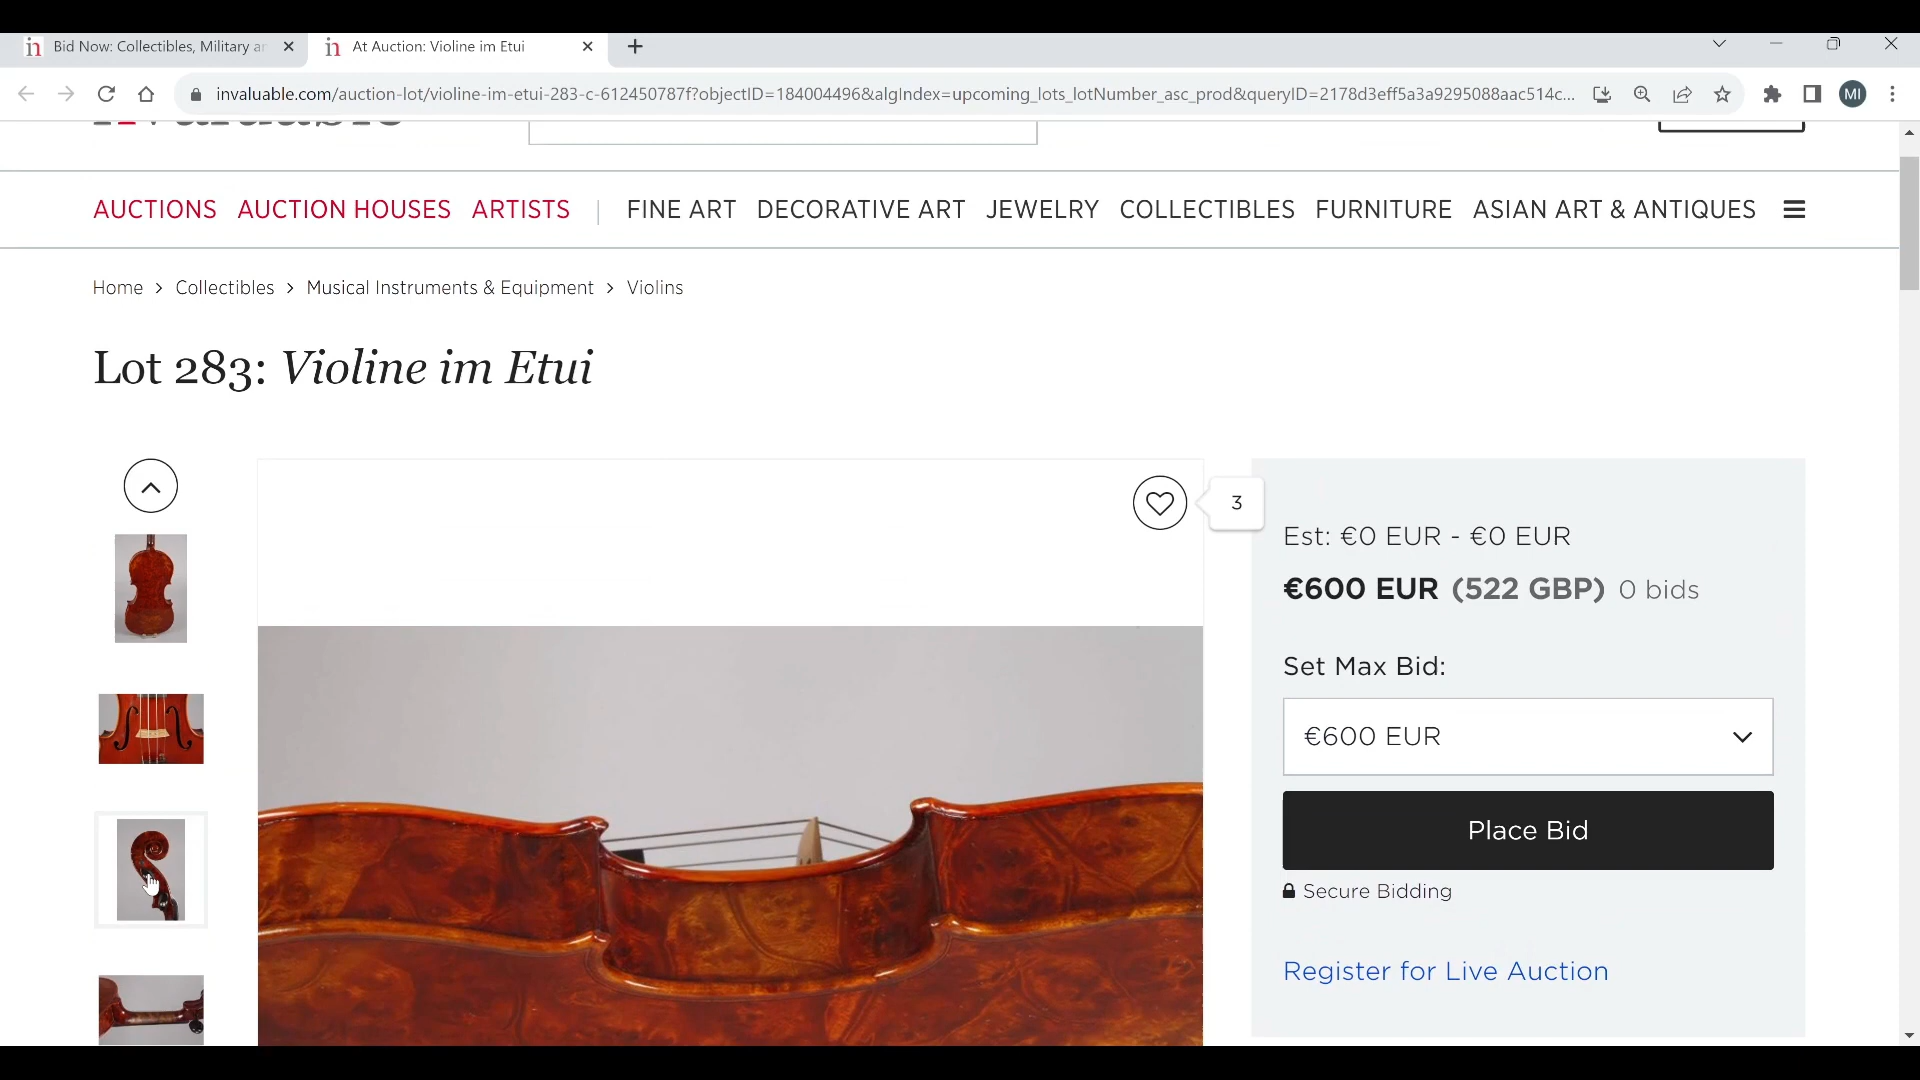 Bid Now: Collectibles, Military ar
At Auction: Violine im Etui
invaluable.com/auction-lot/violine-im-etui-283-c-612450787f?objectID=184004496&algIndex=upcoming_lots_lotNumber_asc_prod&queryID=2178d3eff5a3a9295088aac514c...
MI
AUCTIONS AUCTION HOUSES ARTISTS | FINE ART DECORATIVE ART JEWELRY COLLECTIBLES FURNITURE ASIAN ART & ANTIQUES
Home > Collectibles > Musical Instruments & Equipment > Violins
Lot 283: Violine im Etui
3
Est: €0 EUR - €0 EUR
€600 EUR (522 GBP) 0 bids
Set Max Bid:
€600 EUR
Place Bid
Secure Bidding
Register for Live Auction